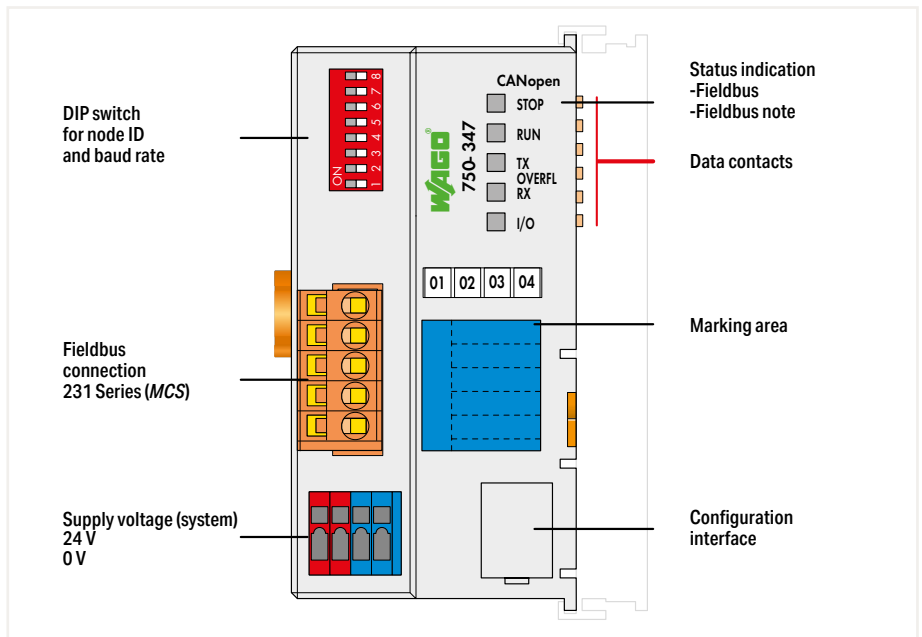 DIP switch
for node ID
and baud rate
ON
1 2 3 4 5 6 7 8
Fieldbus
connection
231 Series (MCS)
Supply voltage (system)
24 V
0 V
WAGO®
750-347
CANopen
STOP
RUN
TX
OVERFL
RX
I/O
01 02 03 04
Status indication
-Fieldbus
-Fieldbus note
Data contacts
Marking area
Configuration
interface